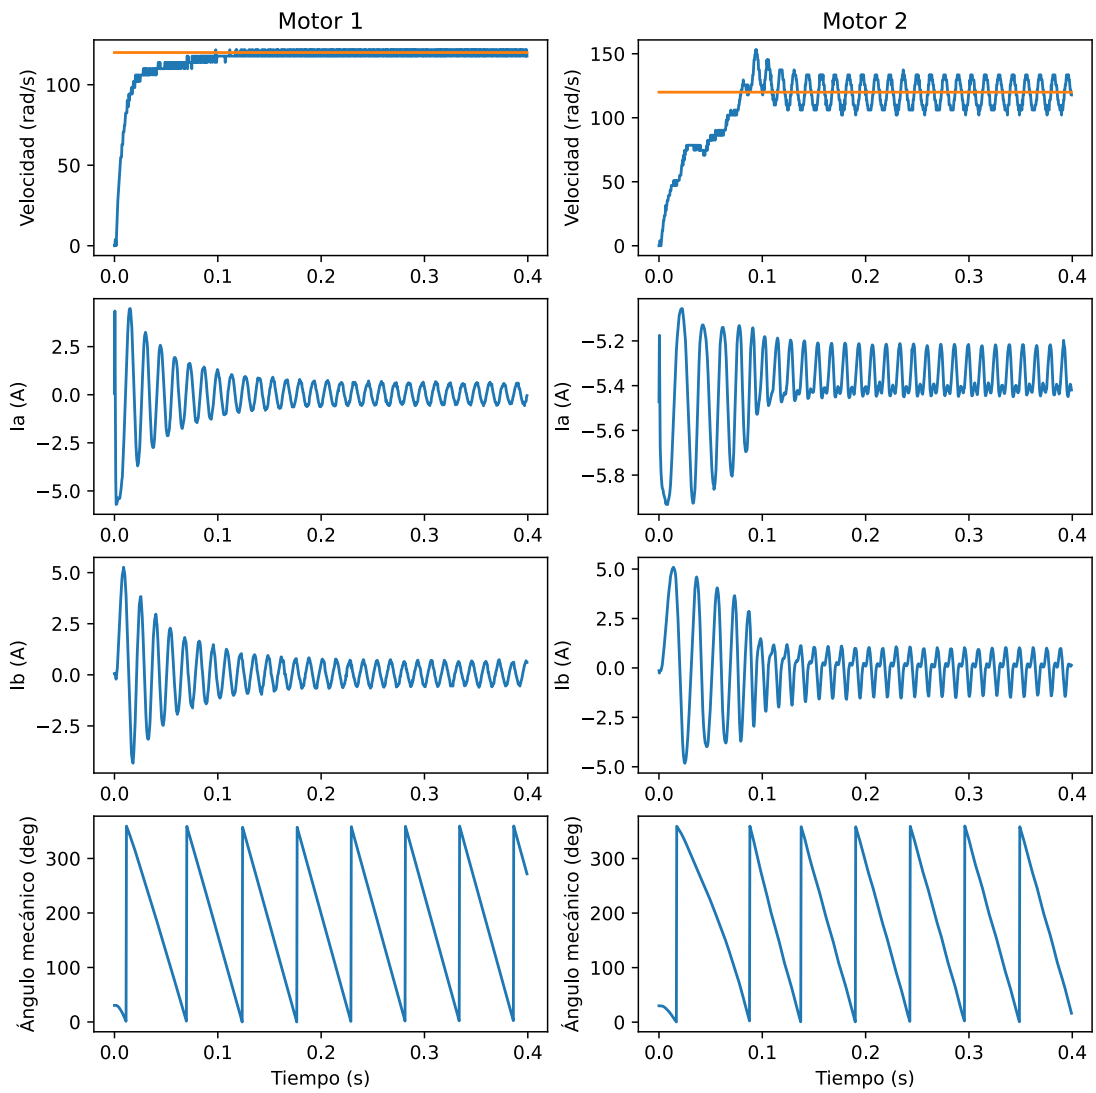 Motor 1
Motor 2
Velocidad (rad/s)
100
50
0
0.0 0.1 0.2 0.3 0.4
Velocidad (rad/s)
150
100
50
0
0.0 0.1 0.2 0.3 0.4
Ia (A)
2.5
0.0
−2.5
−5.0
0.0 0.1 0.2 0.3 0.4
Ia (A)
−5.2
−5.4
−5.6
−5.8
0.0 0.1 0.2 0.3 0.4
Ib (A)
5.0
2.5
0.0
−2.5
0.0 0.1 0.2 0.3 0.4
Ib (A)
5.0
2.5
0.0
−2.5
−5.0
0.0 0.1 0.2 0.3 0.4
Ángulo mecánico (deg)
300
200
100
0
0.0 0.1 0.2 0.3 0.4
Tiempo (s)
Ángulo mecánico (deg)
300
200
100
0
0.0 0.1 0.2 0.3 0.4
Tiempo (s)